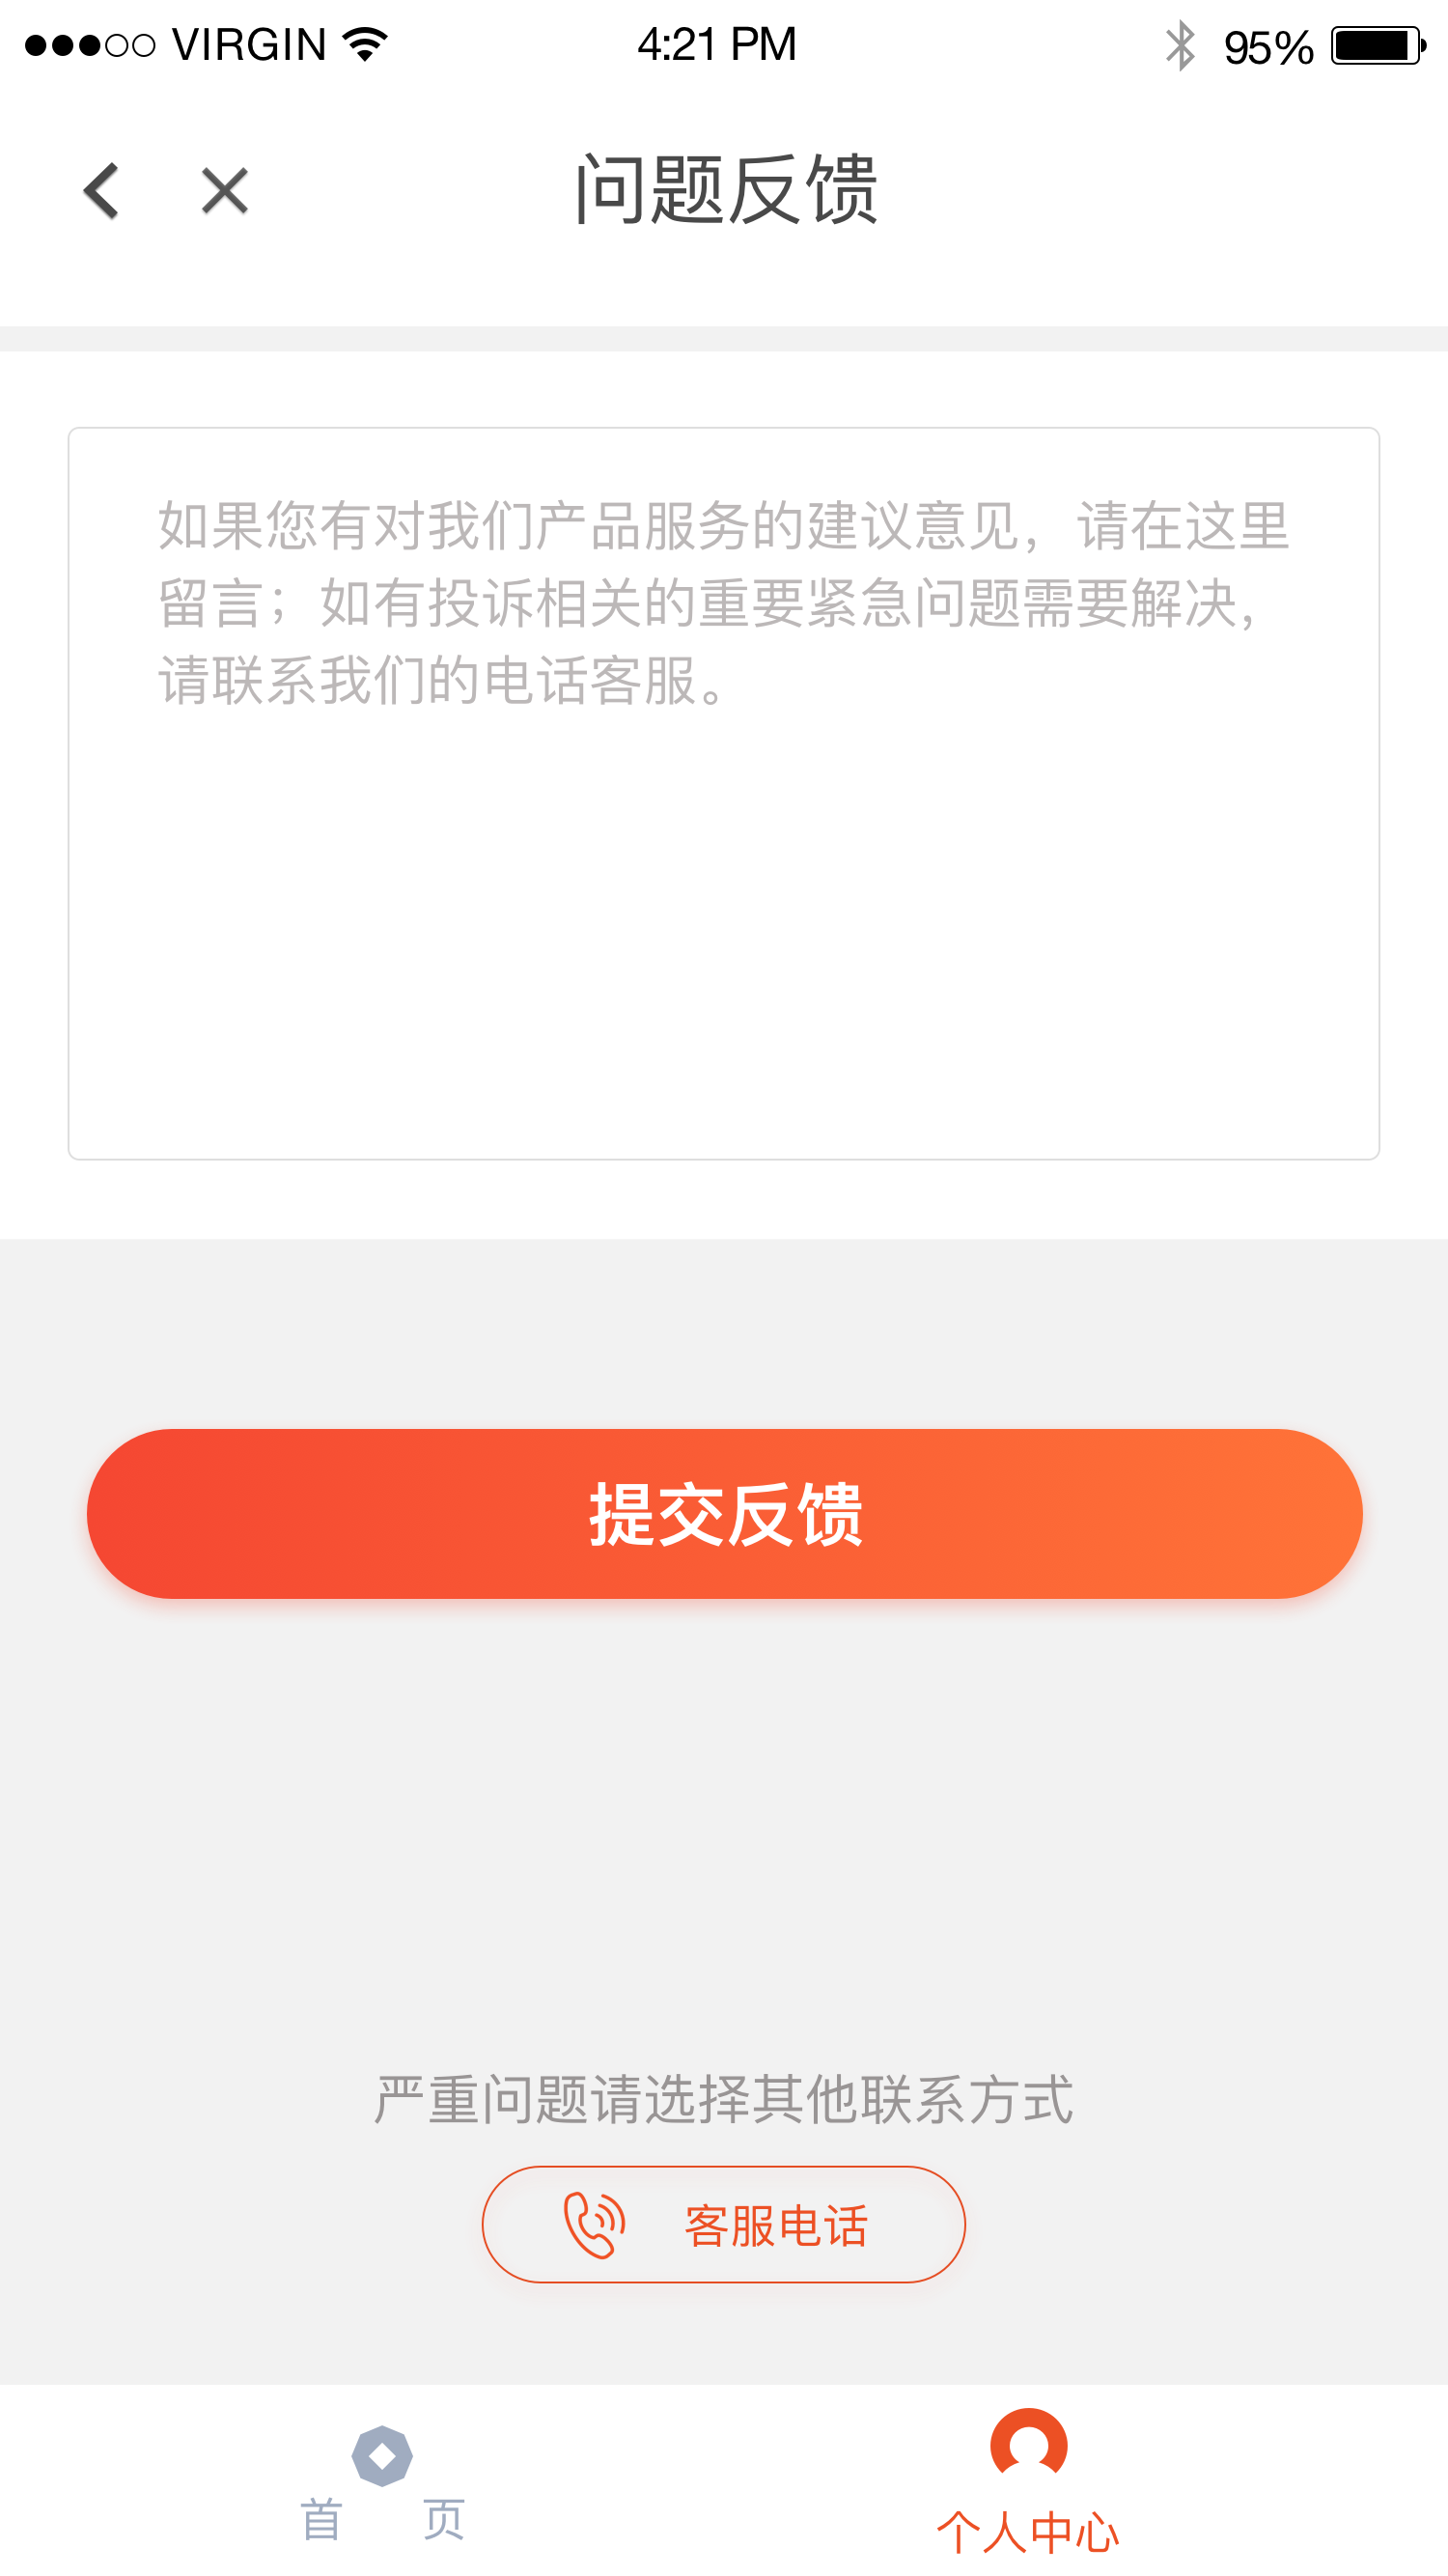 VIRGIN 4:21 PM 95%
问题反馈
如果您有对我们产品服务的建议意见，请在这里
留言；如有投诉相关的重要紧急问题需要解决，
请联系我们的电话客服。
提交反馈
严重问题请选择其他联系方式
客服电话
首 页
个人中心